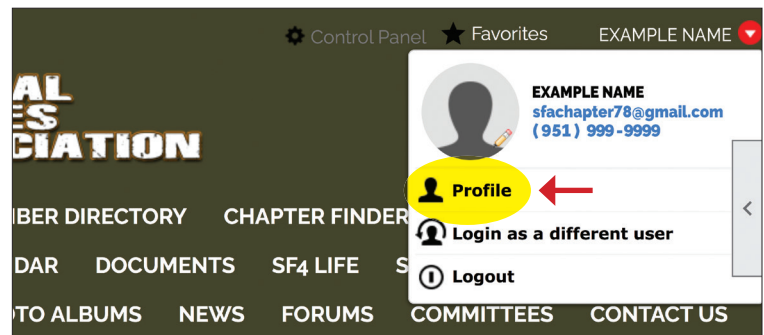 Control Panel Favorites EXAMPLE NAME
EXAMPLE NAME
sfachapter78@gmail.com
(951) 999-9999
AL
ES
CIATION
Profile
BER DIRECTORY CHAPTER FINDER
Login as a different user
DAR DOCUMENTS SF4 LIFE S
Logout
TO ALBUMS NEWS FORUMS COMMITTEES CONTACT US